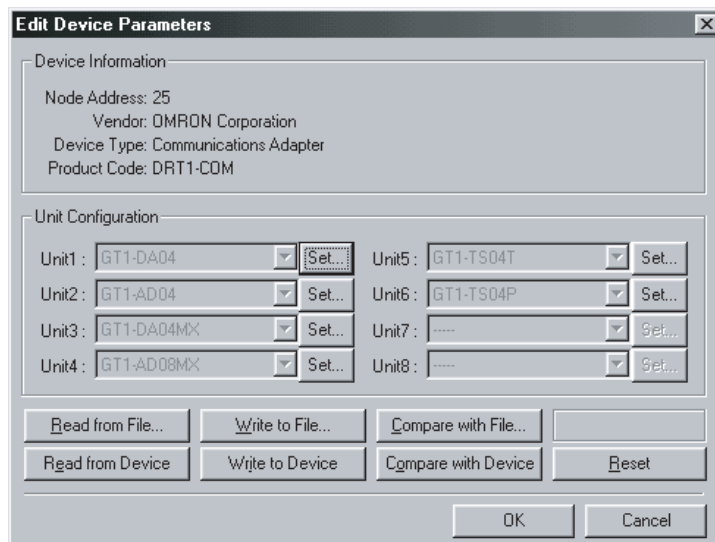 Edit Device Parameters
Device Information
Node Address: 25
Vendor: OMRON Corporation
Device Type: Communications Adapter
Product Code: DRT1-COM
Unit Configuration
Unit1 : GT1-DA04 Set...
Unit5 : GT1-TS04T Set...
Unit2 : GT1-AD04 Set...
Unit6 : GT1-TS04P Set...
Unit3 : GT1-DA04MX Set...
Unit7 : ----- Set...
Unit4 : GT1-AD08MX Set...
Unit8 : ----- Set...
Read from File... Write to File... Compare with File...
Read from Device Write to Device Compare with Device Reset
OK Cancel